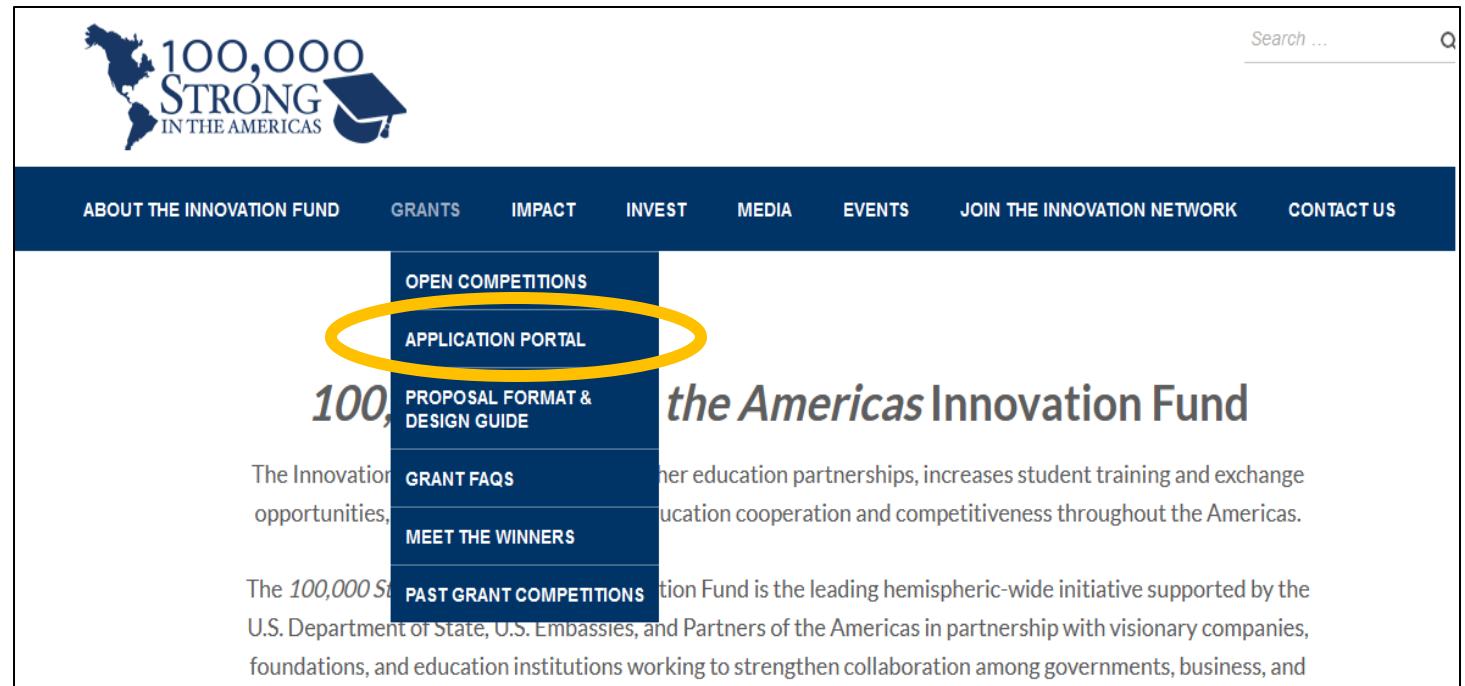 100,000
STRONG
IN THE AMERICAS
Search ...
ABOUT THE INNOVATION FUND GRANTS IMPACT INVEST MEDIA EVENTS JOIN THE INNOVATION NETWORK CONTACT US
OPEN COMPETITIONS
APPLICATION PORTAL
PROPOSAL FORMAT &
DESIGN GUIDE
GRANT FAQS
MEET THE WINNERS
PAST GRANT COMPETITIONS
100, the Americas Innovation Fund
The education partnerships, increases student training and exchange
opportunities, cooperation and competitiveness throughout the Americas.
The 100,000 Fund is the leading hemispheric-wide initiative supported by the
U.S. Department of State, U.S. Embassies, and Partners of the Americas in partnership with visionary companies,
foundations, and education institutions working to strengthen collaboration among governments, business, and